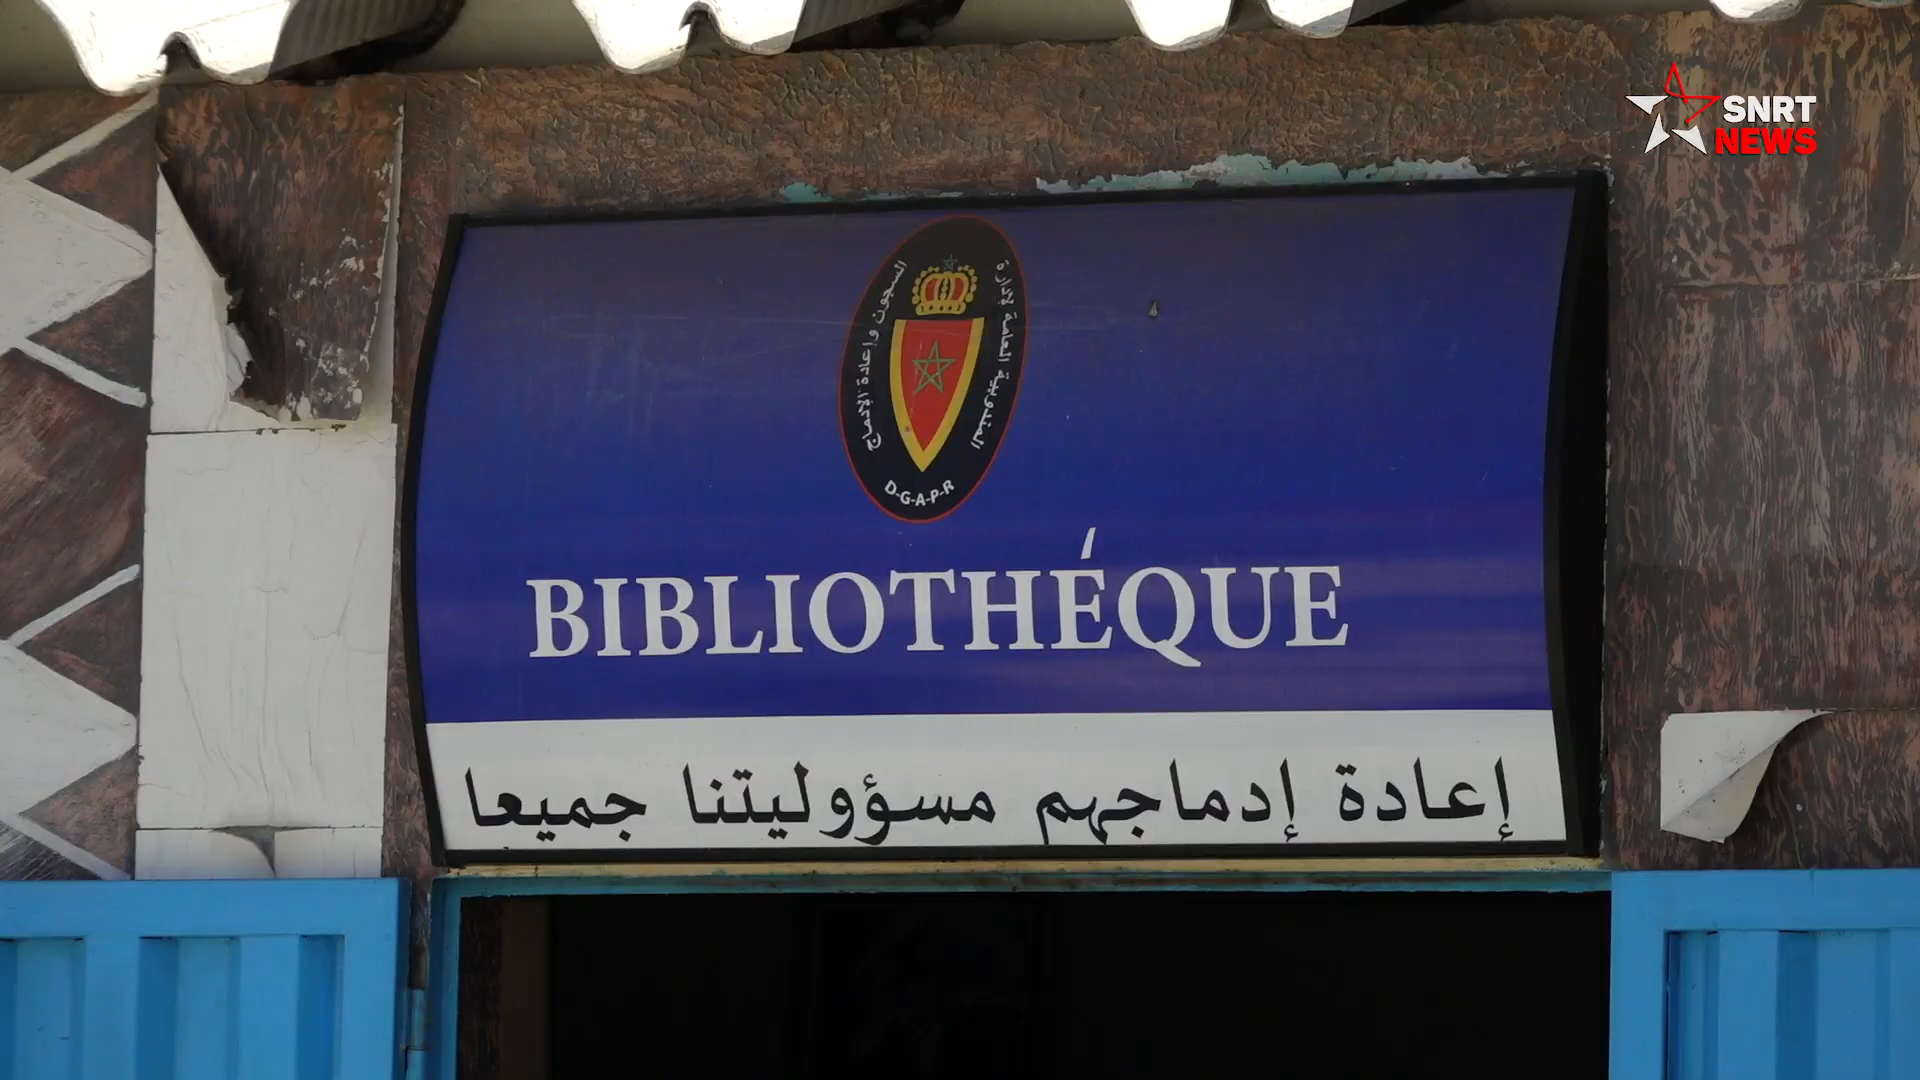 SNRT
NEWS
المندوبية العامة لإدارة
السجون وإعادة الإدماج
D-G-A-P-R
BIBLIOTHÉQUE
إعادة إدماجهم مسؤوليتنا جميعا